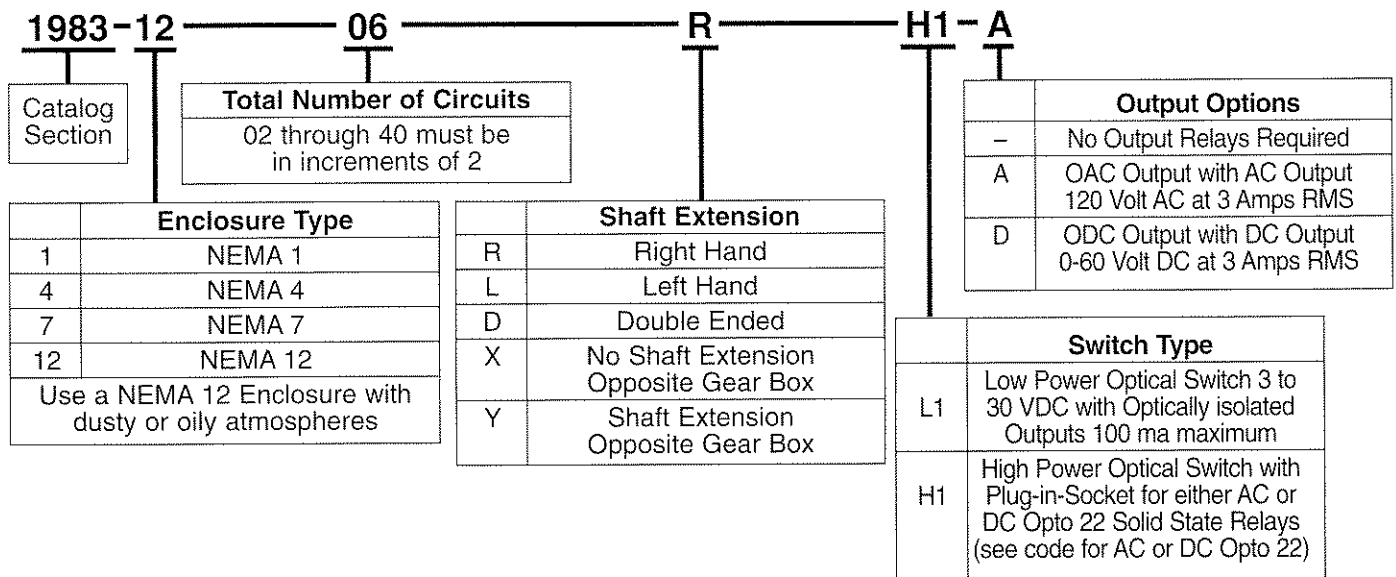 1983-12 06 R H1-A
Catalog
Section
Total Number of Circuits
02 through 40 must be
in increments of 2
Enclosure Type
1 NEMA 1
4 NEMA 4
7 NEMA 7
12 NEMA 12
Use a NEMA 12 Enclosure with
dusty or oily atmospheres
Shaft Extension
R Right Hand
L Left Hand
D Double Ended
X No Shaft Extension
Opposite Gear Box
Y Shaft Extension
Opposite Gear Box
Output Options
– No Output Relays Required
A OAC Output with AC Output
120 Volt AC at 3 Amps RMS
D ODC Output with DC Output
0-60 Volt DC at 3 Amps RMS
Switch Type
Low Power Optical Switch 3 to
L1 30 VDC with Optically isolated
Outputs 100 ma maximum
High Power Optical Switch with
H1 Plug-in-Socket for either AC or
DC Opto 22 Solid State Relays
(see code for AC or DC Opto 22)